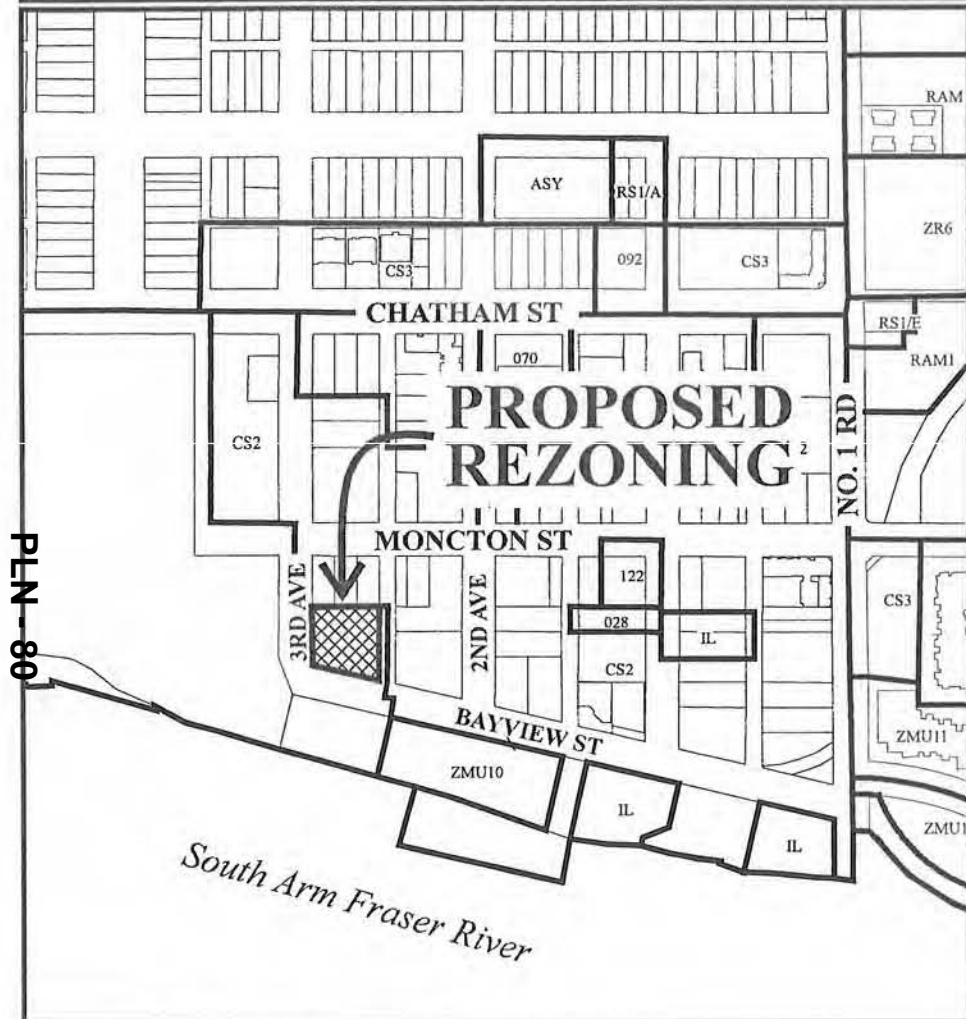 RAM
ASY
RS1/A
ZR6
CS3
092
CS3
CHATHAM ST
RS1/E
070
RAM1
PROPOSED
REZONING
CS2
2
NO. 1 RD
MONCTON ST
PLN - 80
3RD AVE
2ND AVE
122
028
IL
CS3
CS2
BAYVIEW ST
ZMU11
ZMU10
IL
IL
ZMU1
South Arm Fraser River